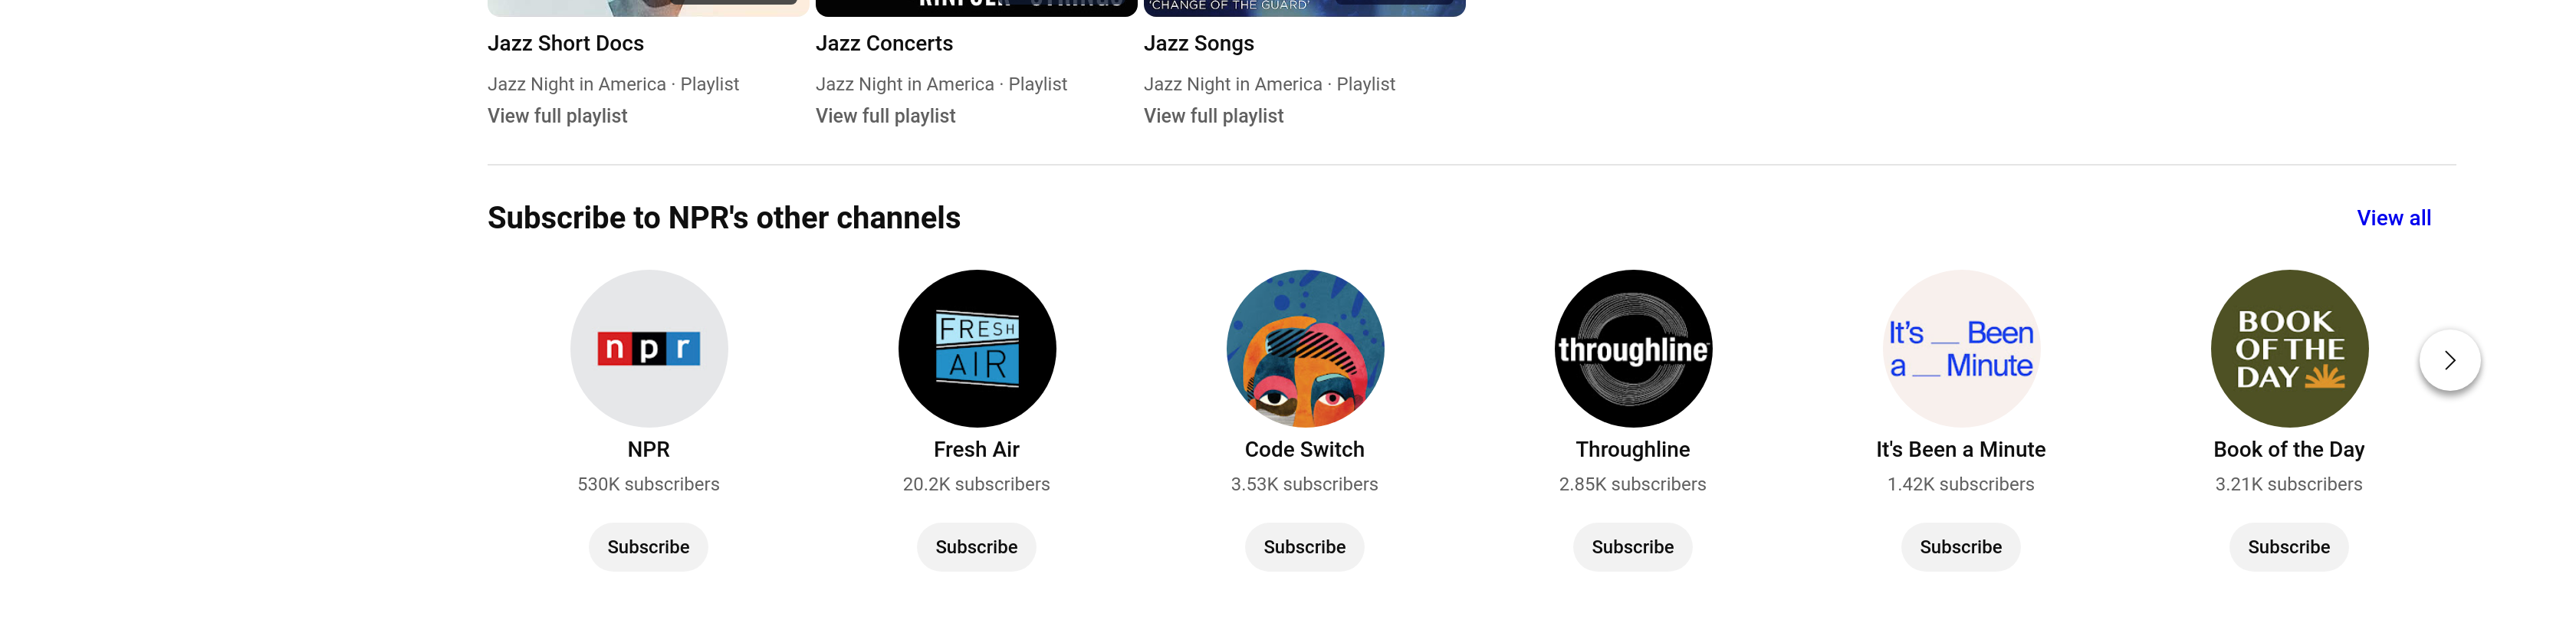 'CHANGE OF THE GUARD'
Jazz Short Docs
Jazz Concerts
Jazz Songs
Jazz Night in America · Playlist
Jazz Night in America · Playlist
Jazz Night in America · Playlist
View full playlist
View full playlist
View full playlist
Subscribe to NPR's other channels
View all
npr
FRESH
AIR
throughline
It's __ Been
a __ Minute
BOOK
OF THE
DAY
NPR
Fresh Air
Code Switch
Throughline
It's Been a Minute
Book of the Day
530K subscribers
20.2K subscribers
3.53K subscribers
2.85K subscribers
1.42K subscribers
3.21K subscribers
Subscribe
Subscribe
Subscribe
Subscribe
Subscribe
Subscribe